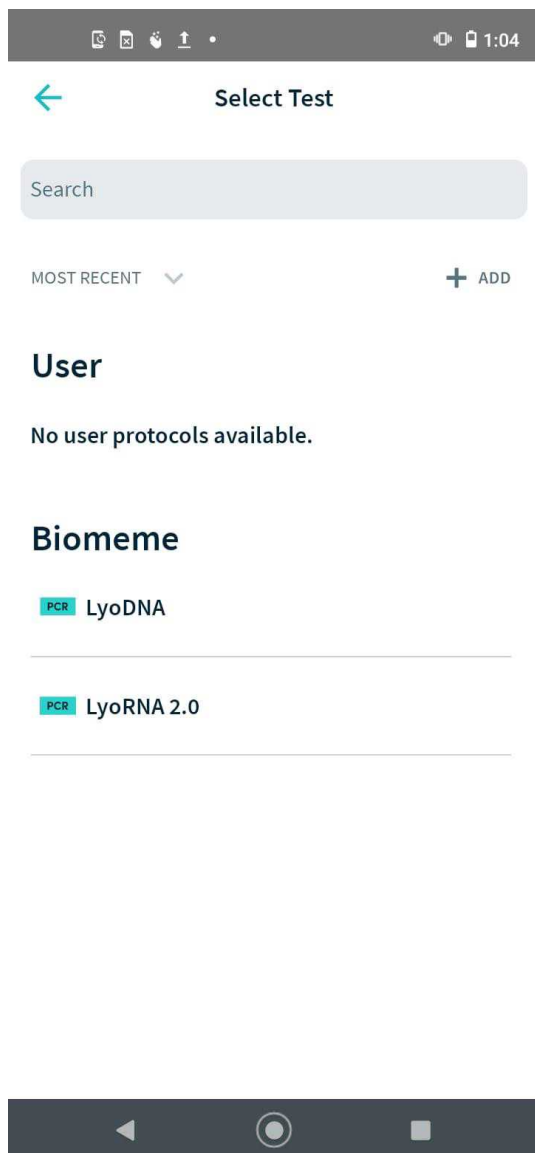 1:04
Select Test
Search
MOST RECENT
ADD
User
No user protocols available.
Biomeme
PCR LyoDNA
PCR LyoRNA 2.0